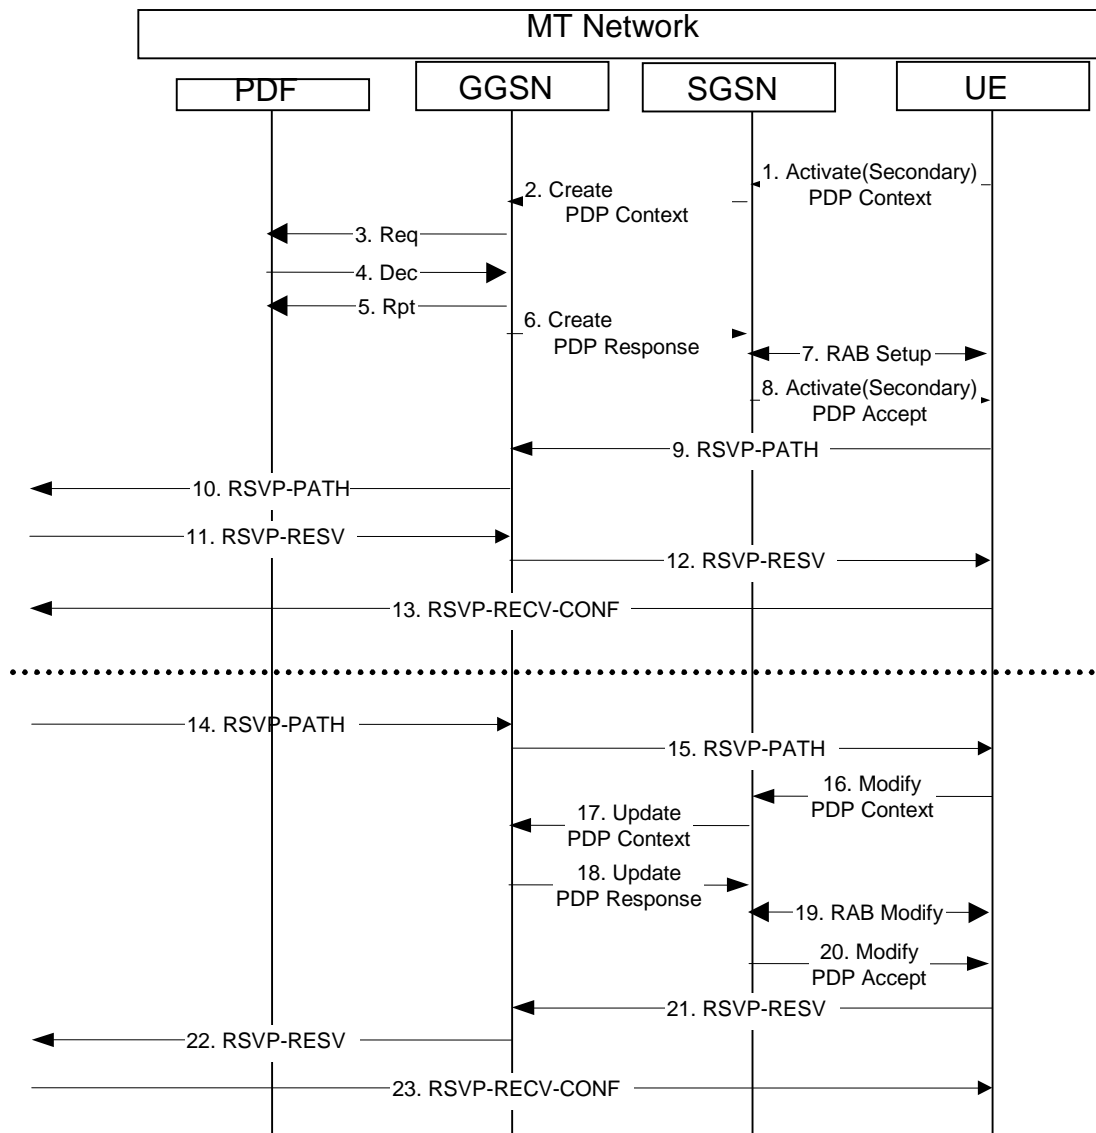 MT Network
PDF
GGSN
SGSN
UE
1. Activate(Secondary)
PDP Context
2. Create
PDP Context
3. Req
4. Dec
5. Rpt
6. Create
PDP Response
7. RAB Setup
8. Activate(Secondary)
PDP Accept
9. RSVP-PATH
10. RSVP-PATH
11. RSVP-RESV
12. RSVP-RESV
13. RSVP-RECV-CONF
14. RSVP-PATH
15. RSVP-PATH
16. Modify
PDP Context
17. Update
PDP Context
18. Update
PDP Response
19. RAB Modify
20. Modify
PDP Accept
21. RSVP-RESV
22. RSVP-RESV
23. RSVP-RECV-CONF